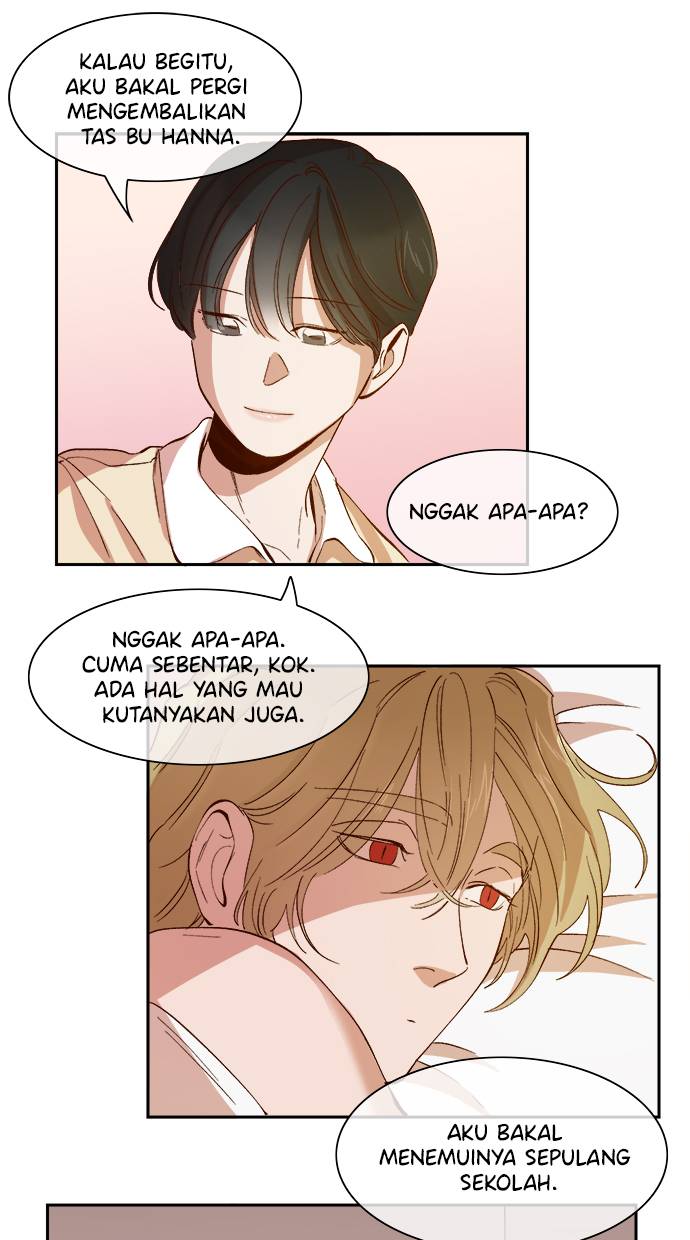 KALAU BEGITU,
AKU BAKAL PERGI
MENGEMBALIKAN
TAS BU HANNA.
NGGAK APA-APA?
NGGAK APA-APA.
CUMA SEBENTAR, KOK.
ADA HAL YANG MAU
KUTANYAKAN JUGA.
AKU BAKAL
MENEMUINYA SEPULANG
SEKOLAH.